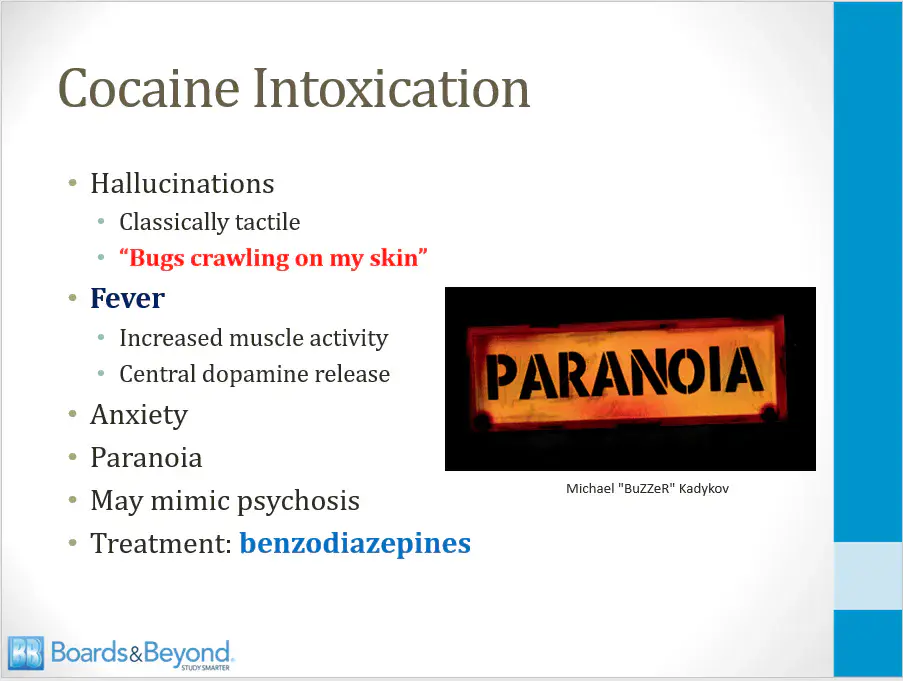 Cocaine Intoxication
• Hallucinations
• Classically tactile
• “Bugs crawling on my skin”
• Fever
• Increased muscle activity
• Central dopamine release
• Anxiety
• Paranoia
• May mimic psychosis
• Treatment: benzodiazepines
PARANOIA
Michael "BuZZeR" Kadykov
BB Boards&Beyond.
STUDY SMARTER